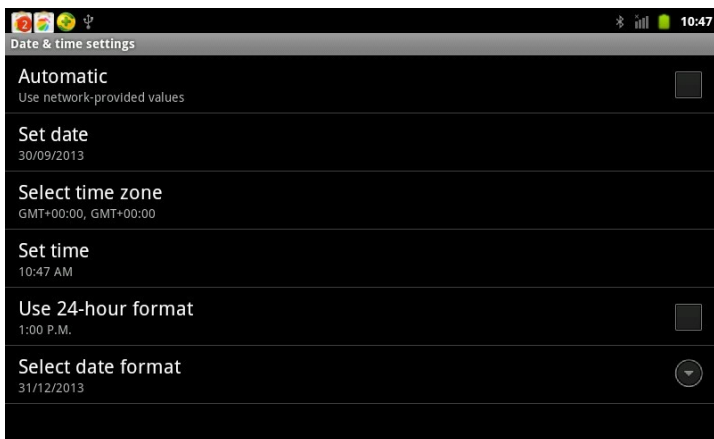 2
10:47
Date & time settings
Automatic
Use network-provided values
Set date
30/09/2013
Select time zone
GMT+00:00, GMT+00:00
Set time
10:47 AM
Use 24-hour format
1:00 P.M.
Select date format
31/12/2013